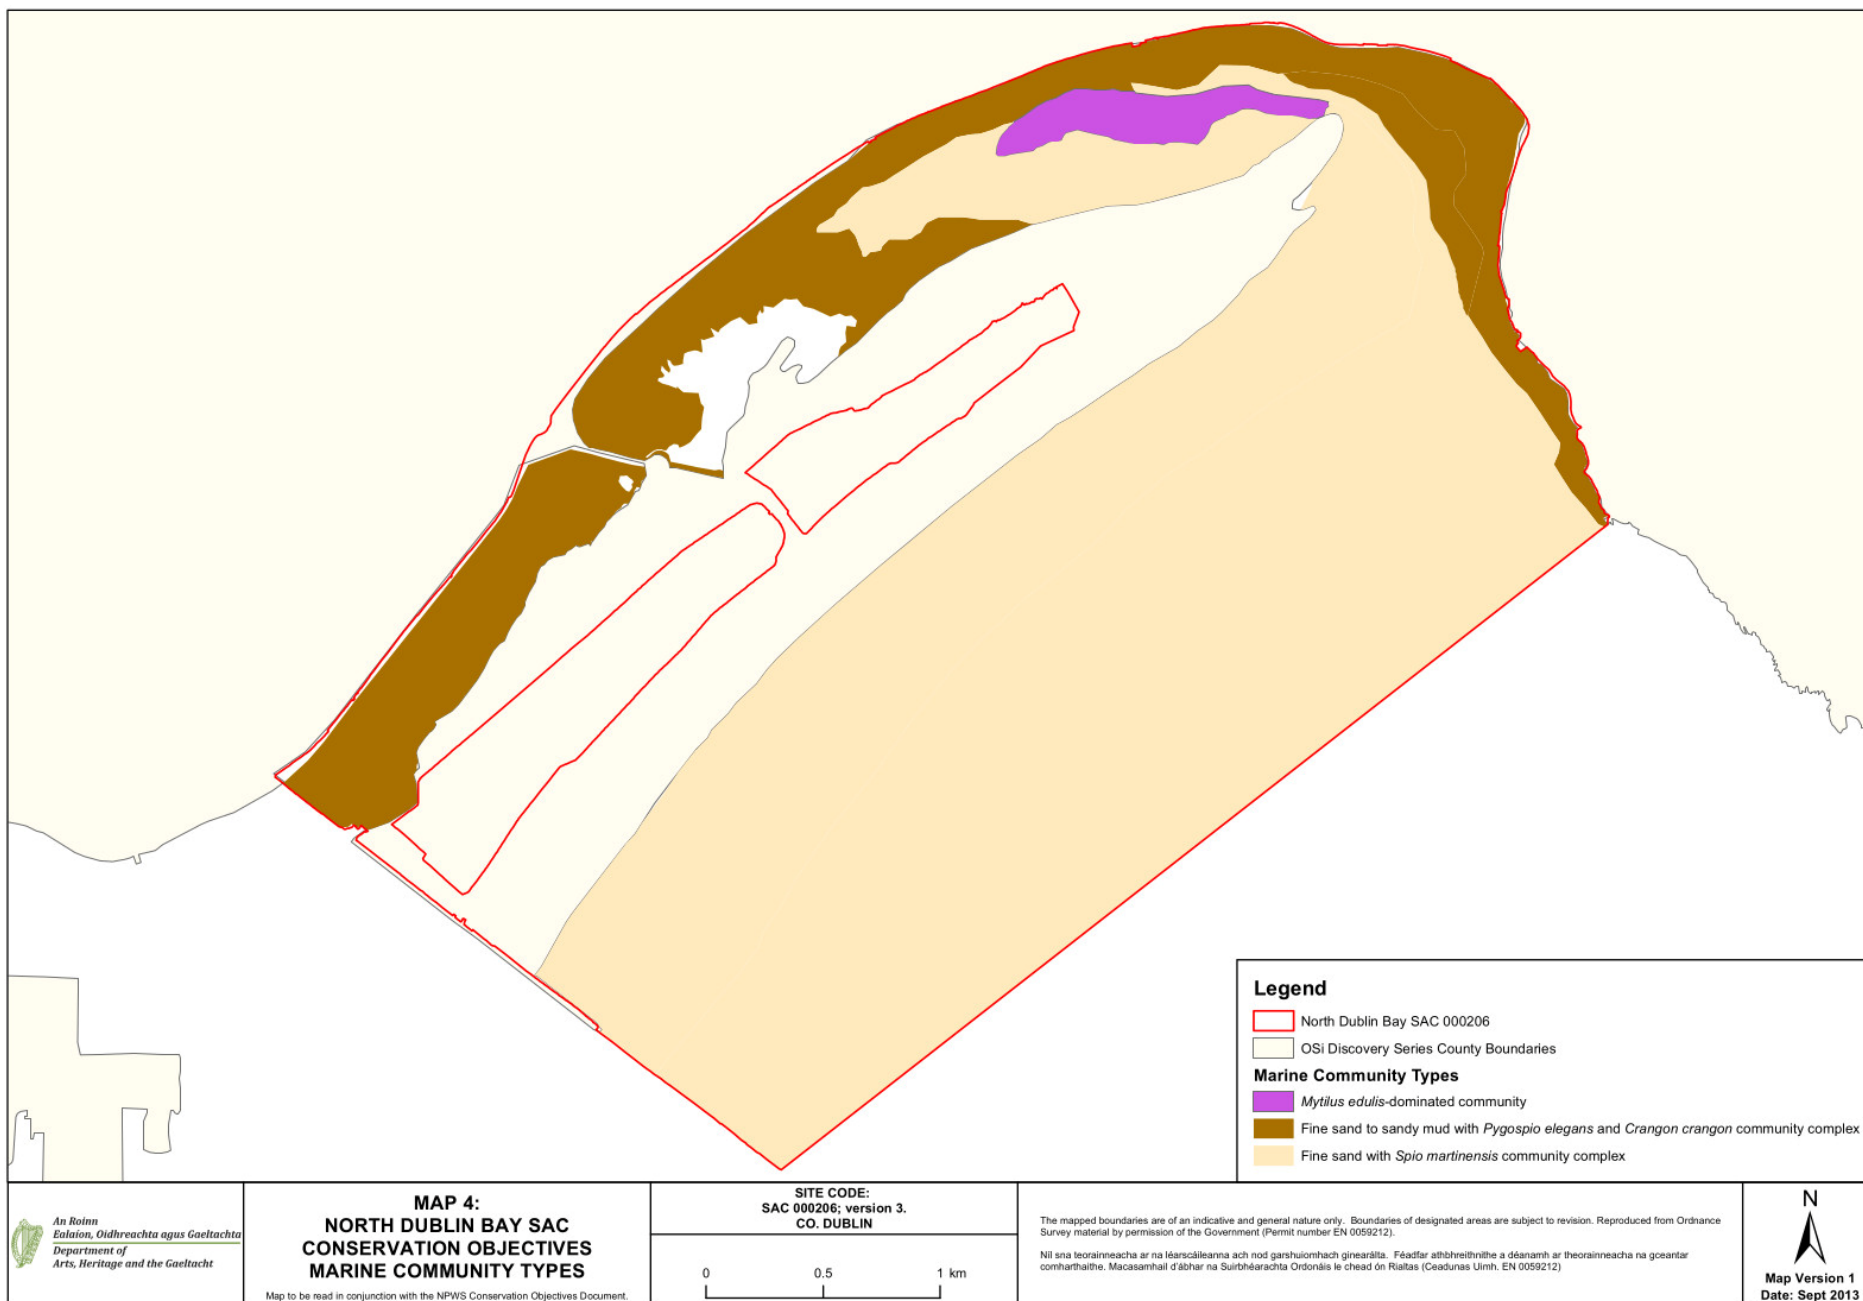 Legend
North Dublin Bay SAC 000206
OSi Discovery Series County Boundaries
Marine Community Types
Mytilus edulis-dominated community
Fine sand to sandy mud with Pygospio elegans and Crangon crangon community complex
Fine sand with Spio martinensis community complex
An Roinn
Ealaíon, Oidhreachta agus Gaeltachta
Department of
Arts, Heritage and the Gaeltacht
MAP 4:
NORTH DUBLIN BAY SAC
CONSERVATION OBJECTIVES
MARINE COMMUNITY TYPES
Map to be read in conjunction with the NPWS Conservation Objectives Document.
SITE CODE:
SAC 000206; version 3.
CO. DUBLIN
0 0.5 1 km
The mapped boundaries are of an indicative and general nature only. Boundaries of designated areas are subject to revision. Reproduced from Ordnance
Survey material by permission of the Government (Permit number EN 0059212).
Níl sna teorainneacha ar na léarscáileanna ach nod garshuiomhach ginearálta. Féadfar athbhreithnithe a déanamh ar theorainneacha na gceantar
comharthaithe. Macasamhail d'ábhar na Suirbhéarachta Ordonáis le chead ón Rialtas (Ceadunas Uimh. EN 0059212)
N
Map Version 1
Date: Sept 2013